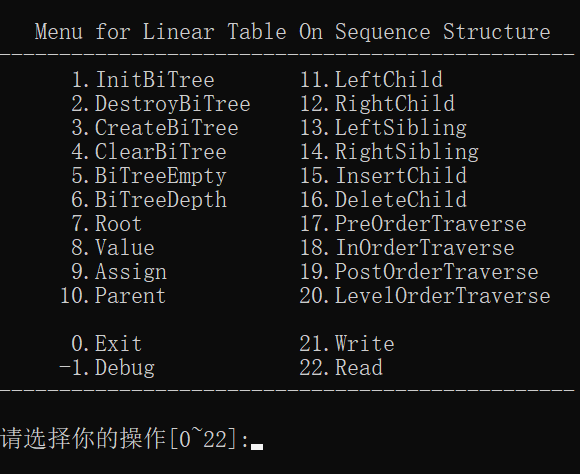 Menu for Linear Table On Sequence Structure
1.InitBiTree 11.LeftChild
2.DestroyBiTree 12.RightChild
3.CreateBiTree 13.LeftSibling
4.ClearBiTree 14.RightSibling
5.BiTreeEmpty 15.InsertChild
6.BiTreeDepth 16.DeleteChild
7.Root 17.PreOrderTraverse
8.Value 18.InOrderTraverse
9.Assign 19.PostOrderTraverse
10.Parent 20.LevelOrderTraverse
0.Exit 21.Write
-1.Debug 22.Read
请选择你的操作[0~22]: